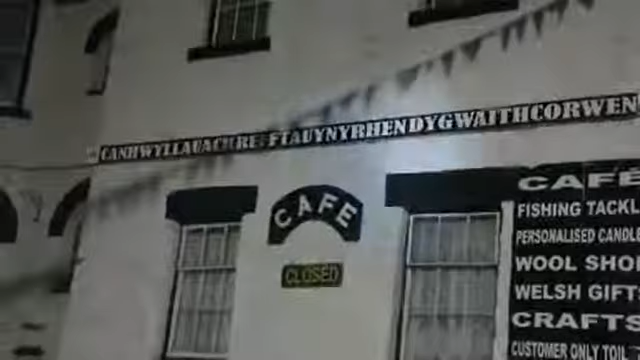 CANHWYLLAUACHREFTAUYNYRHENDYGWAITHCORWEN
CAFE
CLOSED
CAFE
FISHING TACKL
PERSONALISED CANDLE
WOOL SHO
WELSH GIFTS
CRAFTS
CUSTOMER ONLY TOIL